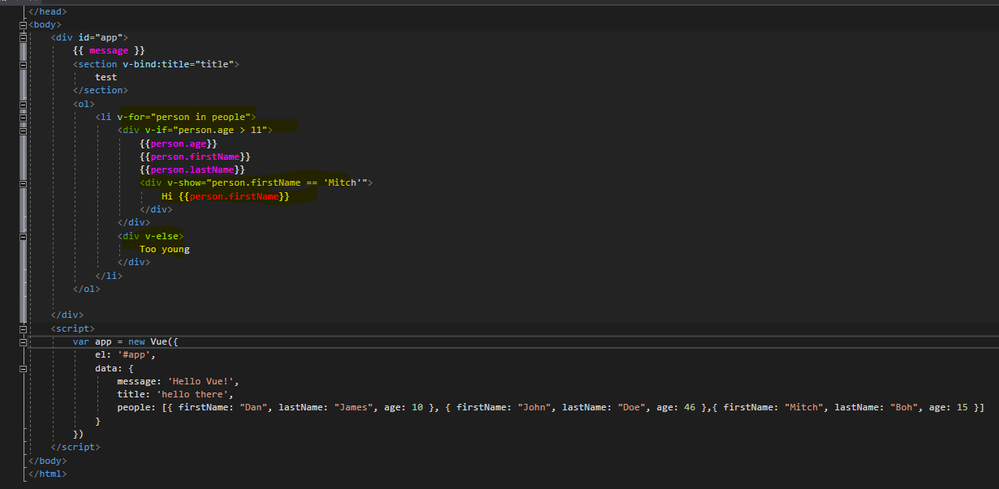 </head>
<body>
<div id="app">
{{ message }}
<section v-bind:title="title">
test
</section>
<ol>
<li v-for="person in people">
<div v-if="person.age > 11">
{{person.age}}
{{person.firstName}}
{{person.lastName}}
<div v-show="person.firstName == 'Mitch'">
Hi {{person.firstName}}
</div>
</div>
<div v-else>
Too young
</div>
</li>
</ol>
</div>
<script>
var app = new Vue({
el: '#app',
data: {
message: 'Hello Vue!',
title: 'hello there',
people: [{ firstName: "Dan", lastName: "James", age: 10 }, { firstName: "John", lastName: "Doe", age: 46 },{ firstName: "Mitch", lastName: "Boh", age: 15 }]
}
})
</script>
</body>
</html>